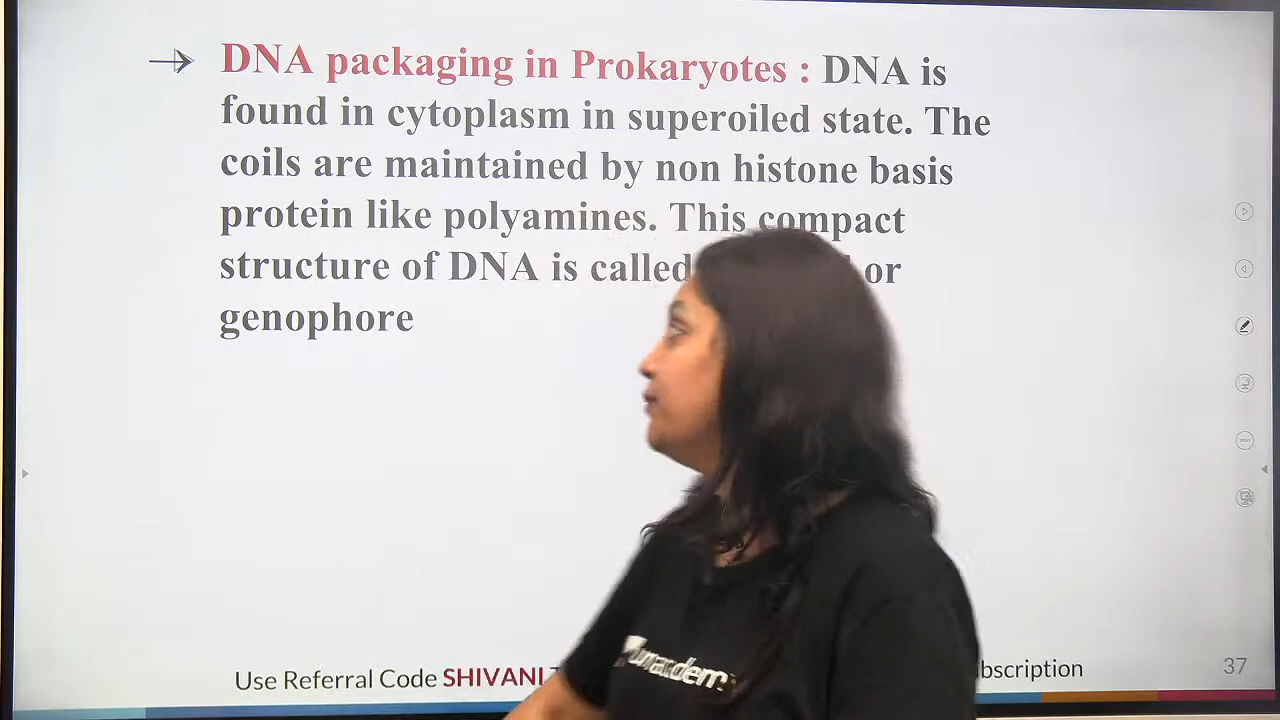 DNA packaging in Prokaryotes : DNA is
found in cytoplasm in superoiled state. The
coils are maintained by non histone basis
protein like polyamines. This compact
structure of DNA is called or
genophore
Use Referral Code SHIVANI
37